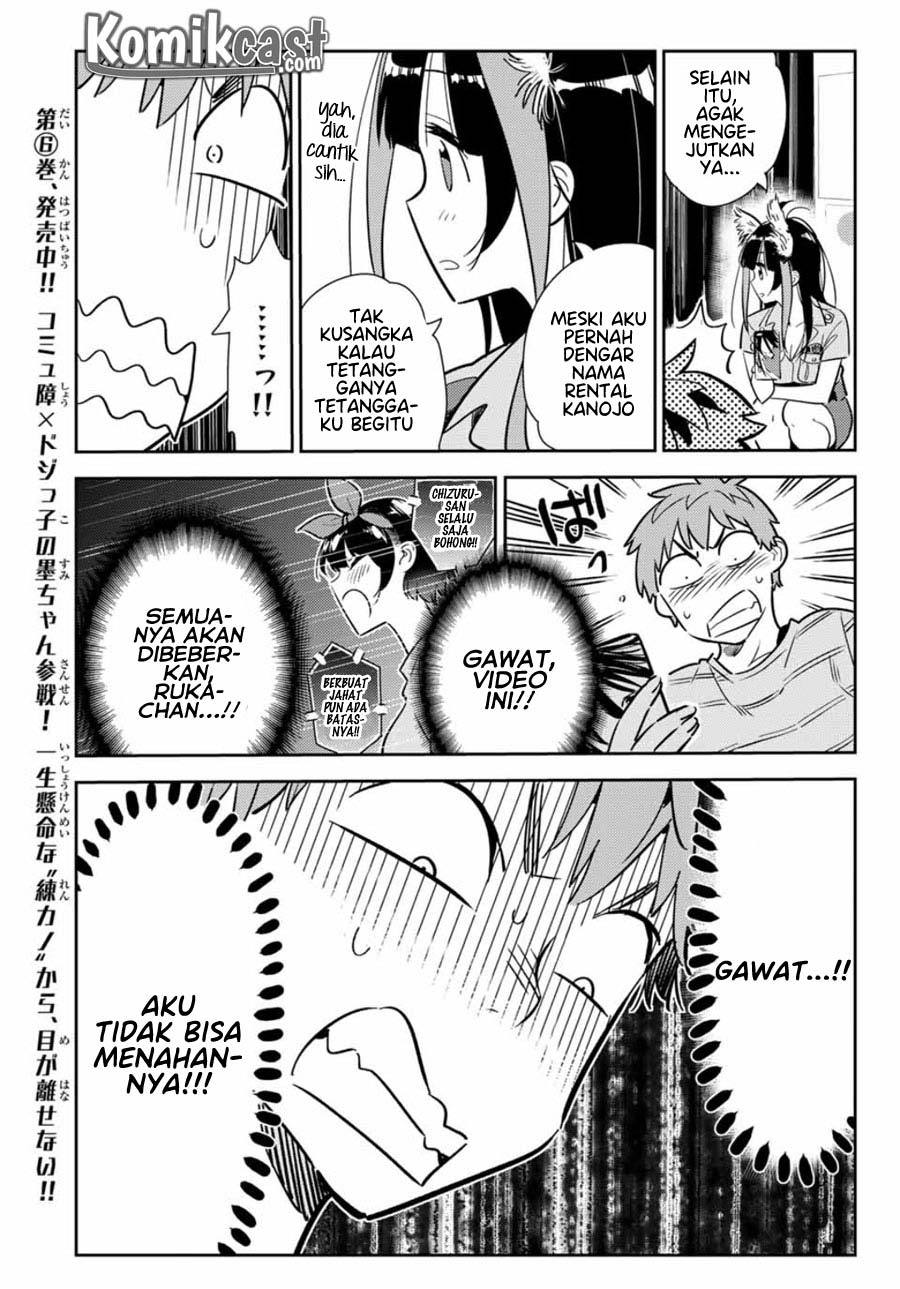 Komikcast
.com
SELAIN
ITU,
AGAK
MENGE-
JUTKAN
YA...
MESKI AKU
PERNAH
DENGAR
NAMA
RENTAL
KANOJO
yah,
dia
cantik
sih...
TAK
KUSANGKA
KALAU
TETANG-
GANYA
TETANGGA-
KU BEGITU
……っ!!
ばっ
GAWAT,
VIDEO
INI!!
CHIZURU-
SAN
SELALU
SAJA
BOHONG!!
BERBUAT
JAHAT
PUN ADA
BATAS-
NYA!!
SEMUA-
NYA AKAN
DIBEBER-
KAN,
RUKA-
CHAN....!!
GAWAT...!!
AKU
TIDAK BISA
MENAHAN-
NYA!!!
第⑥巻、発売中!! コミュ障×ドジっ子の墨ちゃん参戦! 一生懸命な“練カノ”から、目が離せない!!